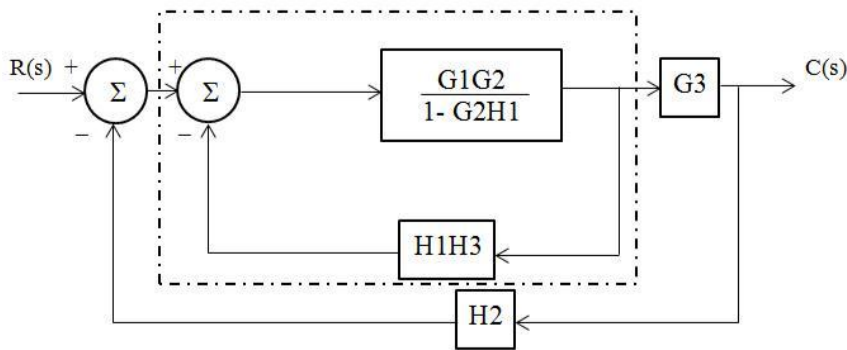 R(s)
+
Σ
−
+
Σ
−
G1G2
1- G2H1
G3
C(s)
H1H3
H2